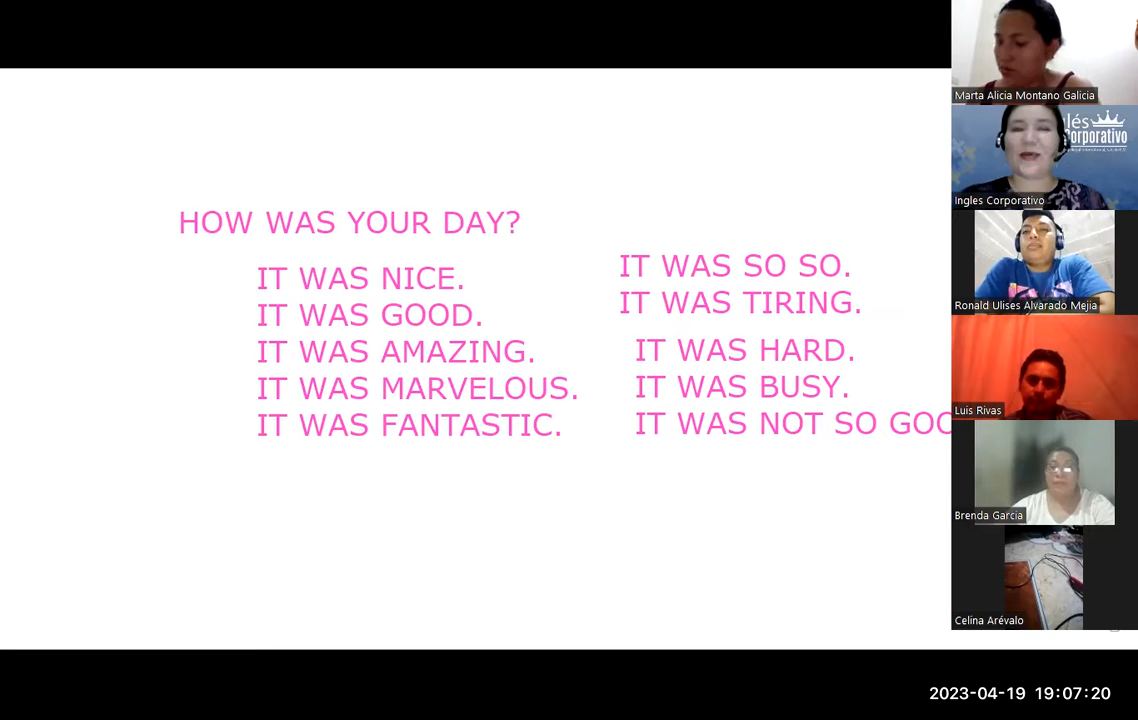 HOW WAS YOUR DAY?
IT WAS NICE.
IT WAS GOOD.
IT WAS AMAZING.
IT WAS MARVELOUS.
IT WAS FANTASTIC.
IT WAS SO SO.
IT WAS TIRING.
IT WAS HARD.
IT WAS BUSY.
IT WAS NOT SO
Marta Alicia Montano Galicia
lés
orporativo
Ingles Corporativo
Ronald Ulises Alvarado Mejia
Luis Rivas
Brenda Garcia
Celina Arévalo
2023-04-19 19:07:20